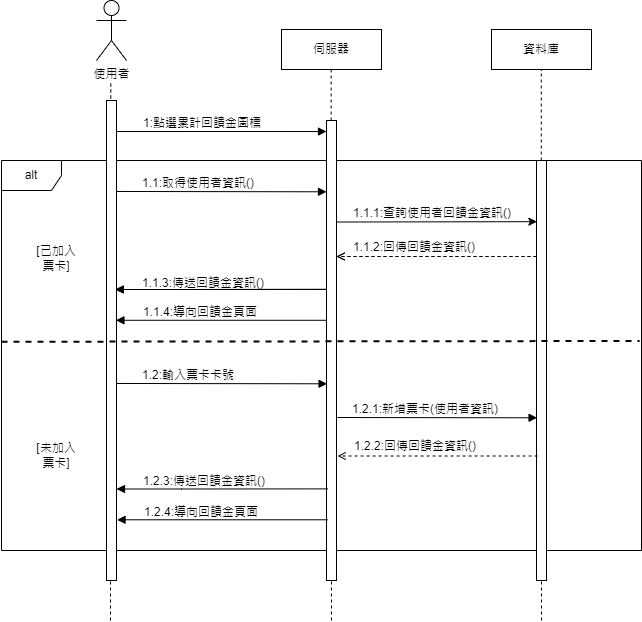 使用者
伺服器
資料庫
1:點選累計回饋金圖標
alt
1.1:取得使用者資訊()
1.1.1:查詢使用者回饋金資訊()
[已加入
票卡]
1.1.2:回傳回饋金資訊()
1.1.3:傳送回饋金資訊()
1.1.4:導向回饋金頁面
1.2:輸入票卡卡號
1.2.1:新增票卡(使用者資訊)
[未加入
票卡]
1.2.2:回傳回饋金資訊()
1.2.3:傳送回饋金資訊()
1.2.4:導向回饋金頁面